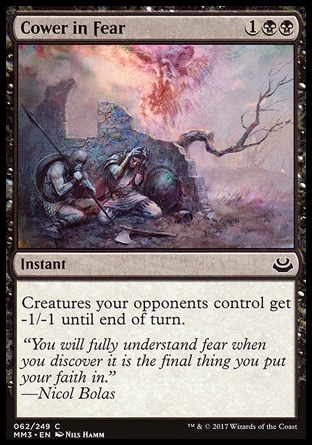 Cower in Fear 1
Instant
Creatures your opponents control get
-1/-1 until end of turn.
“You will fully understand fear when
you discover it is the final thing you put
your faith in.”
—Nicol Bolas
062/249 C
MM3 • EN Nils Hamm ™ & © 2017 Wizards of the Coast